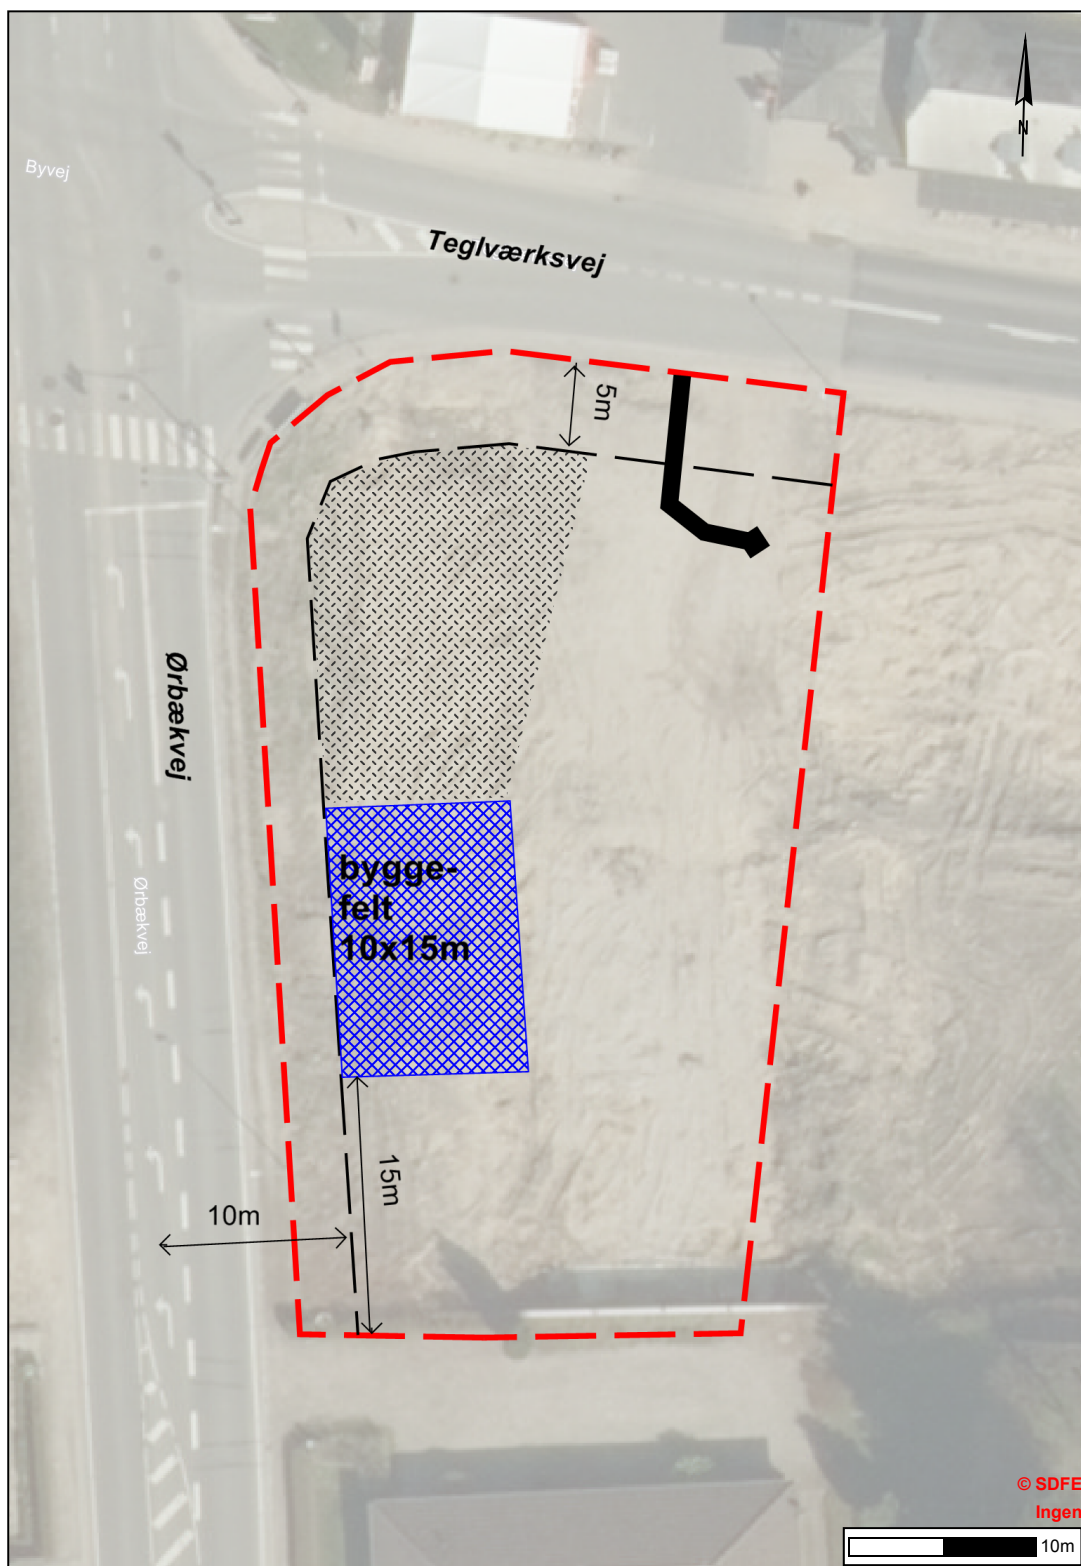 N
Byvej
Teglværksvej
5m
Ørbækvej
bygge-
felt
10x15m
Ørbækvej
15m
10m
© SDFE
Ingen
10m